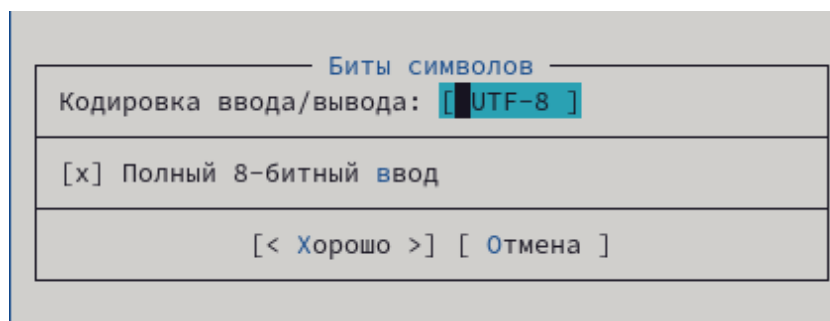 Биты символов
Кодировка ввода/вывода: [ UTF-8 ]
[x] Полный 8-битный ввод
[< Хорошо >] [ Отмена ]